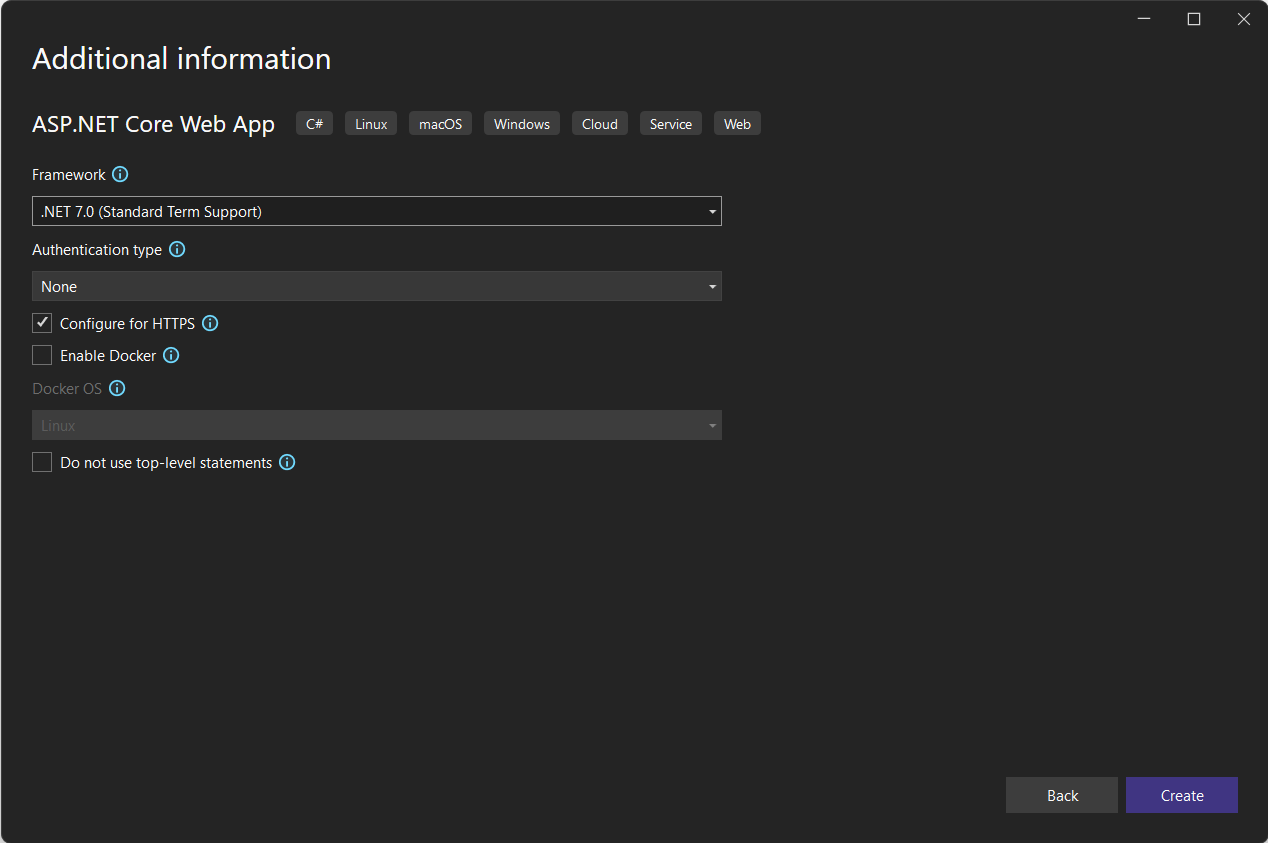 Additional information
ASP.NET Core Web App C# Linux macOS Windows Cloud Service Web
Framework
.NET 7.0 (Standard Term Support)
Authentication type
None
Configure for HTTPS
Enable Docker
Docker OS
Linux
Do not use top-level statements
Back Create